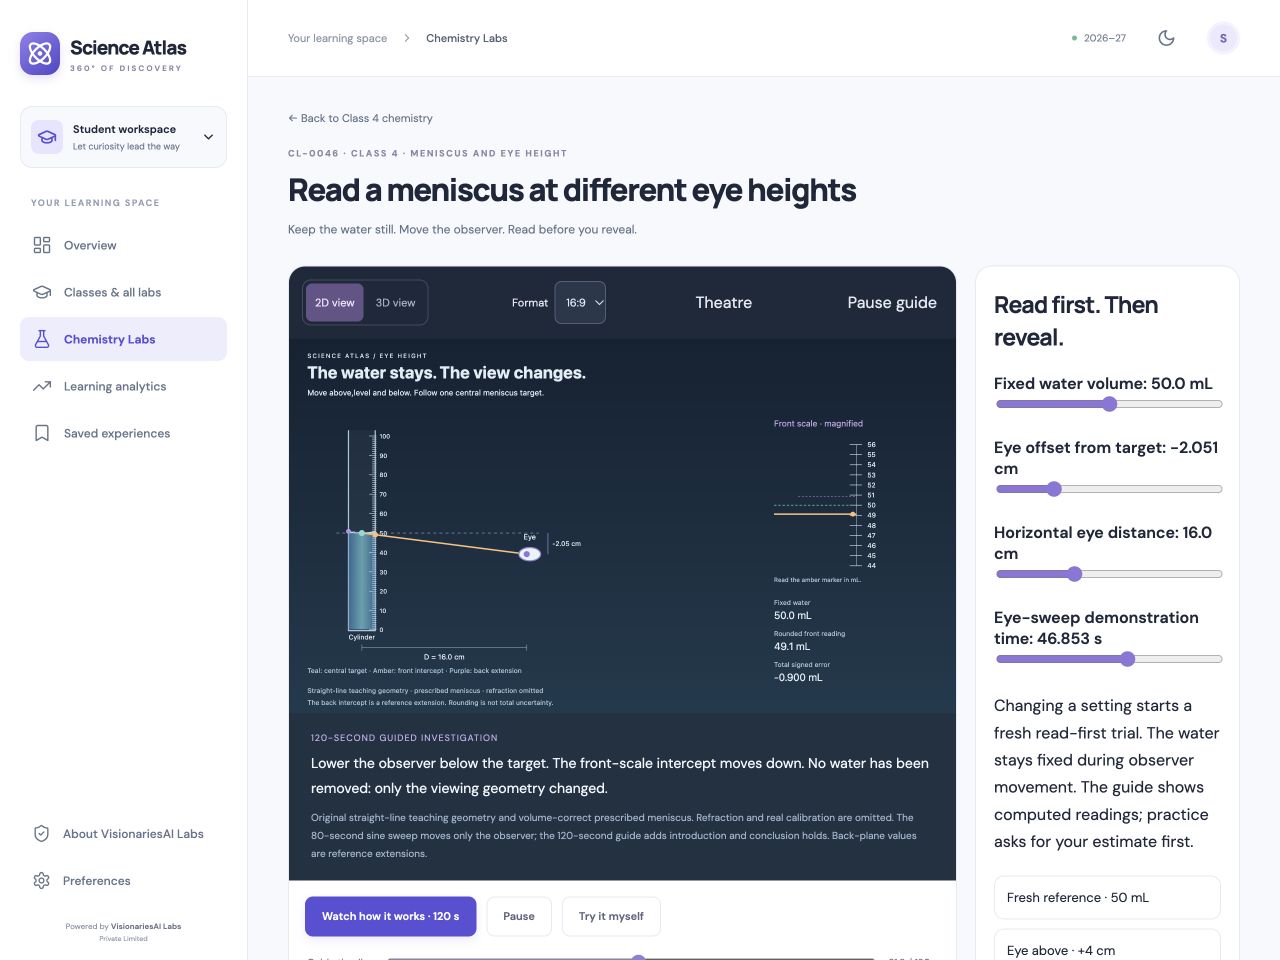 Science Atlas
360° OF DISCOVERY
Student workspace
Let curiosity lead the way
YOUR LEARNING SPACE
Overview
Classes & all labs
Chemistry Labs
Learning analytics
Saved experiences
About VisionariesAI Labs
Preferences
Powered by VisionariesAI Labs
Private Limited
Your learning space > Chemistry Labs
2026–27
S
← Back to Class 4 chemistry
CL-0046 · CLASS 4 · MENISCUS AND EYE HEIGHT
Read a meniscus at different eye heights
Keep the water still. Move the observer. Read before you reveal.
2D view
3D view
Format
16:9
Theatre
Pause guide
SCIENCE ATLAS / EYE HEIGHT
The water stays. The view changes.
Move above,level and below. Follow one central meniscus target.
100
90
80
70
60
50
40
30
20
10
0
Cylinder
Eye
-2.05 cm
D = 16.0 cm
Teal: central target · Amber: front intercept · Purple: back extension
Straight-line teaching geometry · prescribed meniscus · refraction omitted
The back intercept is a reference extension. Rounding is not total uncertainty.
Front scale · magnified
56
55
54
53
52
51
50
49
48
47
46
45
44
Read the amber marker in mL.
Fixed water
50.0 mL
Rounded front reading
49.1 mL
Total signed error
-0.900 mL
120-SECOND GUIDED INVESTIGATION
Lower the observer below the target. The front-scale intercept moves down. No water has been
removed: only the viewing geometry changed.
Original straight-line teaching geometry and volume-correct prescribed meniscus. Refraction and real calibration are omitted. The
80-second sine sweep moves only the observer; the 120-second guide adds introduction and conclusion holds. Back-plane values
are reference extensions.
Watch how it works · 120 s
Pause
Try it myself
Read first. Then
reveal.
Fixed water volume: 50.0 mL
Eye offset from target: -2.051
cm
Horizontal eye distance: 16.0
cm
Eye-sweep demonstration
time: 46.853 s
Changing a setting starts a
fresh read-first trial. The water
stays fixed during observer
movement. The guide shows
computed readings; practice
asks for your estimate first.
Fresh reference · 50 mL
Eye above · +4 cm